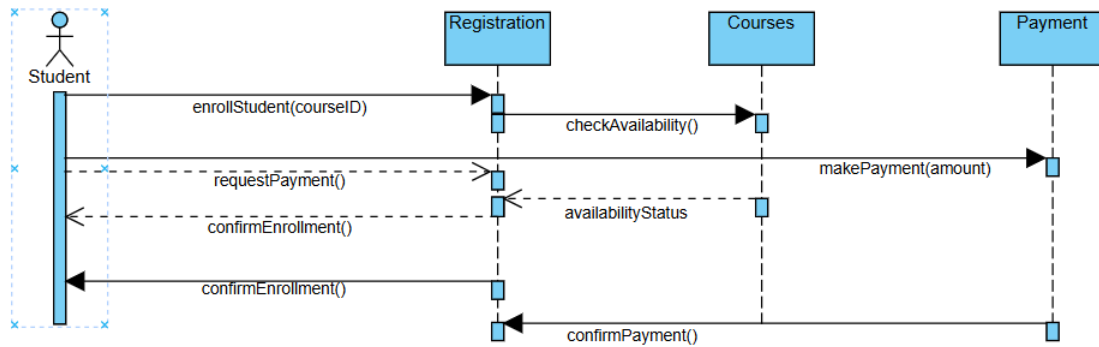 Registration
Courses
Payment
Student
enrollStudent(courseID)
checkAvailability()
makePayment(amount)
requestPayment()
availabilityStatus
confirmEnrollment()
confirmEnrollment()
confirmPayment()